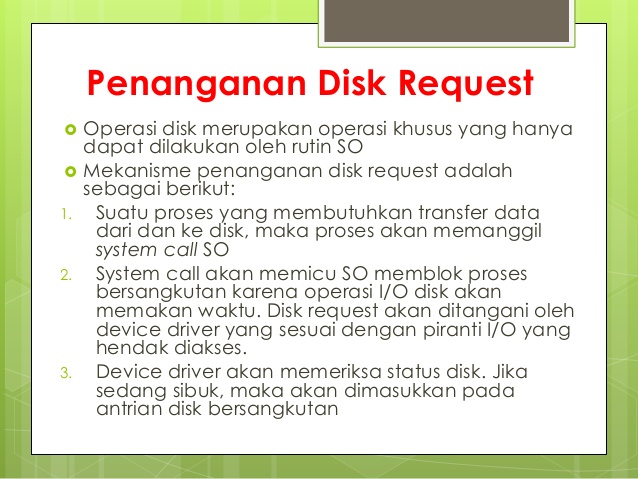 Penanganan Disk Request
Operasi disk merupakan operasi khusus yang hanya
dapat dilakukan oleh rutin SO
Mekanisme penanganan disk request adalah
sebagai berikut:
1. Suatu proses yang membutuhkan transfer data
dari dan ke disk, maka proses akan memanggil
system call SO
2. System call akan memicu SO memblok proses
bersangkutan karena operasi I/O disk akan
memakan waktu. Disk request akan ditangani oleh
device driver yang sesuai dengan piranti I/O yang
hendak diakses.
3. Device driver akan memeriksa status disk. Jika
sedang sibuk, maka akan dimasukkan pada
antrian disk bersangkutan